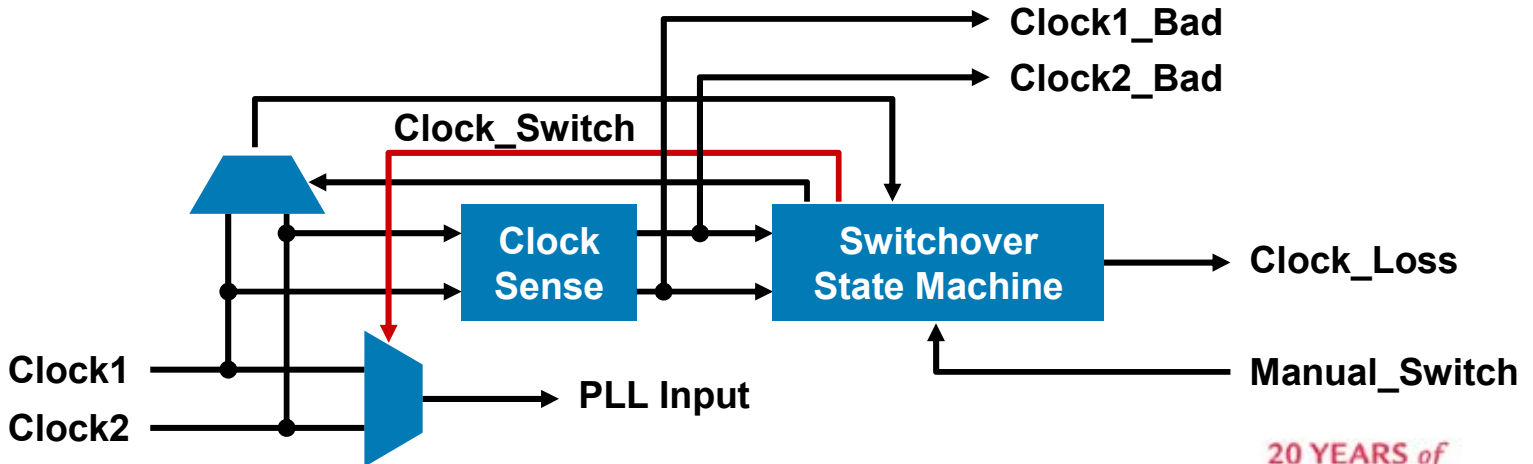 Clock1_Bad
Clock2_Bad
Clock_Switch
Clock
Sense
Switchover
State Machine
Clock_Loss
Clock1
Manual_Switch
PLL Input
Clock2
20 YEARS of